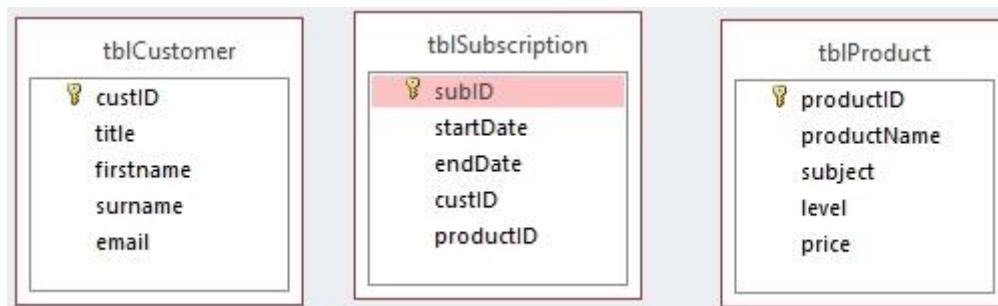 tblCustomer
custID
title
firstname
surname
email
tblSubscription
subID
startDate
endDate
custID
productID
tblProduct
productID
productName
subject
level
price